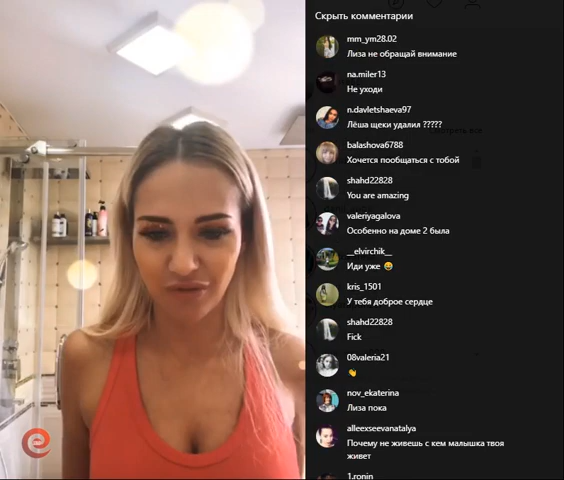 Скрыть комментарии
mm_ym28.02
Лиза не обращай внимание
na.miler13
Не уходи
n.davletshaeva97
Лёша щеки удалил ?????
balashova6788
Хочется пообщаться с тобой
shahd22828
You are amazing
valeriyagalova
Особенно на доме 2 была
__elvirchik__
Иди уже 😂
kris_1501
У тебя доброе сердце
shahd22828
Fick
08valeria21
👏
nov_ekaterina
Лиза пока
alleexseevanatalya
Почему не живешь с кем малышка твоя
живет
1.ronin